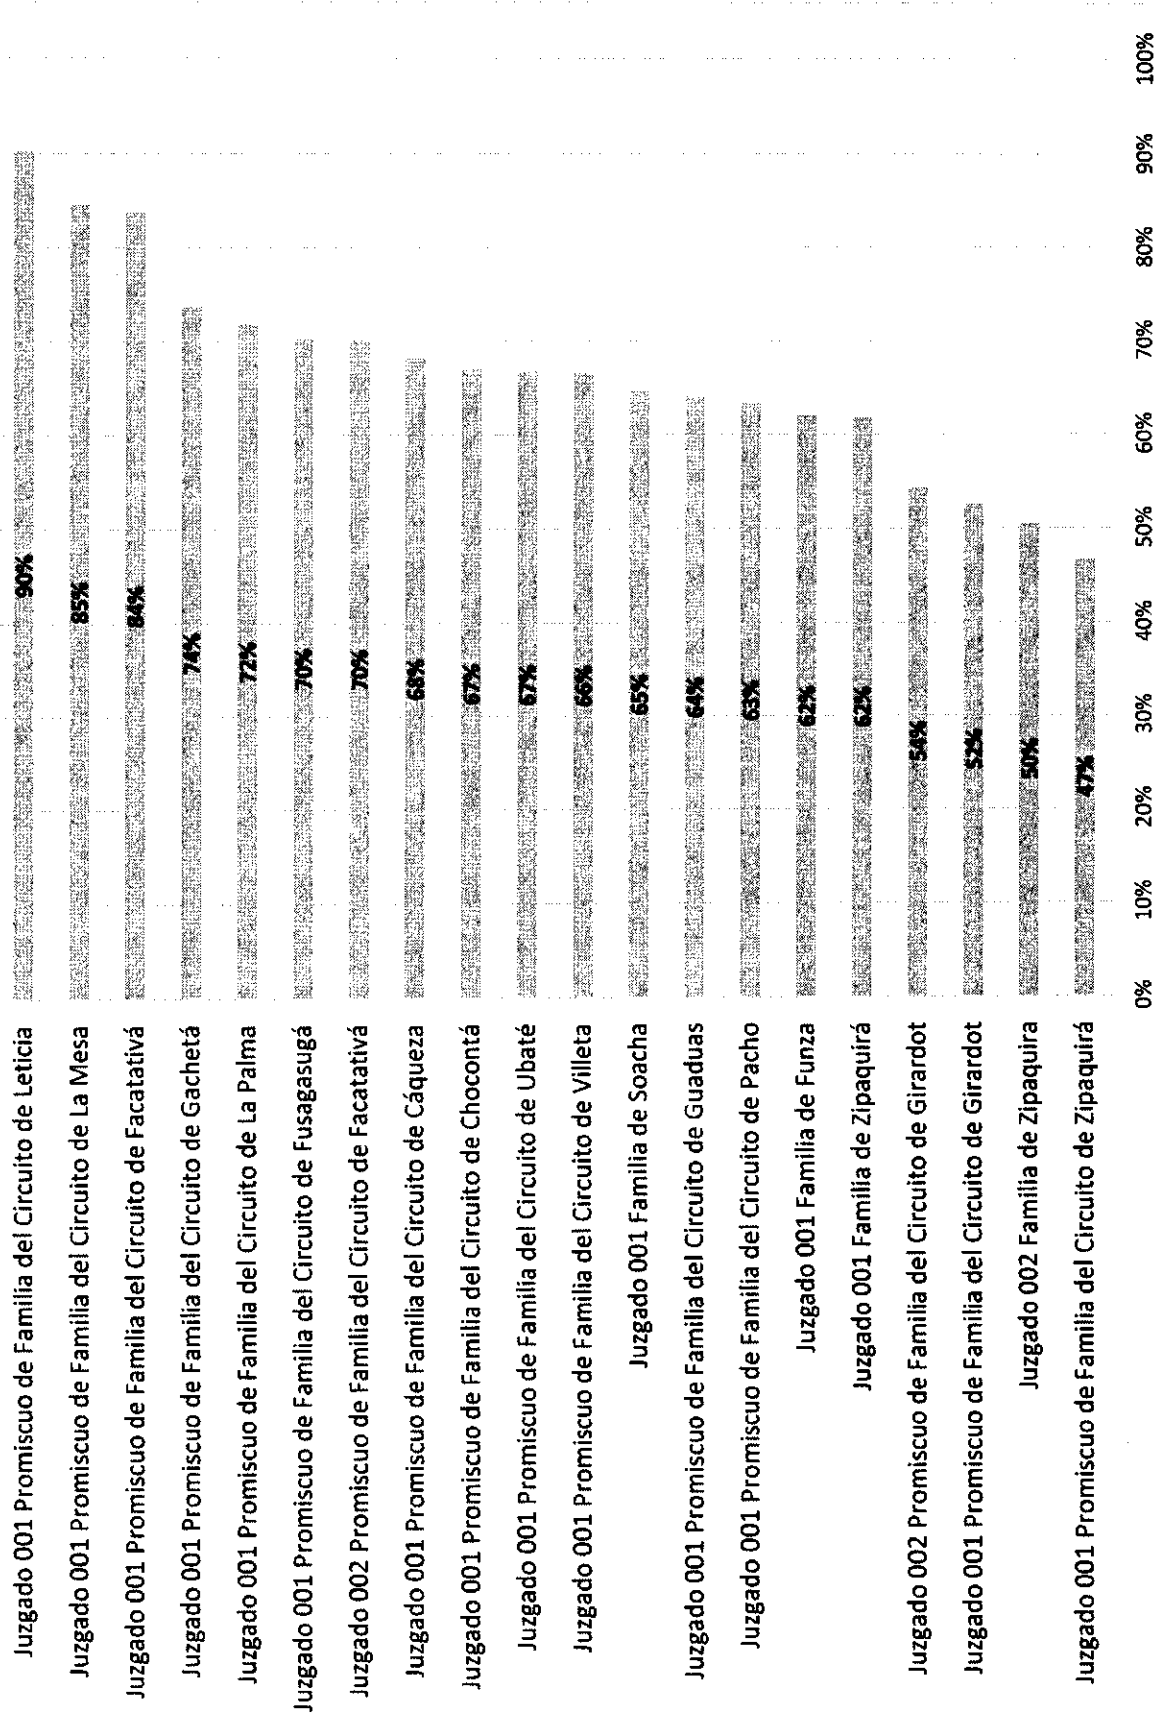 Juzgado 001 Promiscuo de Familia del Circuito de Leticia 90%
Juzgado 001 Promiscuo de Familia del Circuito de La Mesa 85%
Juzgado 001 Promiscuo de Familia del Circuito de Facatativá 84%
Juzgado 001 Promiscuo de Familia del Circuito de Gachetá 74%
Juzgado 001 Promiscuo de Familia del Circuito de La Palma 72%
Juzgado 001 Promiscuo de Familia del Circuito de Fusagasugá 70%
Juzgado 002 Promiscuo de Familia del Circuito de Facatativá 70%
Juzgado 001 Promiscuo de Familia del Circuito de Cáqueza 68%
Juzgado 001 Promiscuo de Familia del Circuito de Chocontá 67%
Juzgado 001 Promiscuo de Familia del Circuito de Ubaté 67%
Juzgado 001 Promiscuo de Familia del Circuito de Villeta 66%
Juzgado 001 Familia de Soacha 65%
Juzgado 001 Promiscuo de Familia del Circuito de Guaduas 64%
Juzgado 001 Promiscuo de Familia del Circuito de Pacho 63%
Juzgado 001 Familia de Funza 62%
Juzgado 001 Familia de Zipaquirá 62%
Juzgado 002 Promiscuo de Familia del Circuito de Girardot 54%
Juzgado 001 Promiscuo de Familia del Circuito de Girardot 52%
Juzgado 002 Familia de Zipaquira 50%
Juzgado 001 Promiscuo de Familia del Circuito de Zipaquirá 47%
0% 10% 20% 30% 40% 50% 60% 70% 80% 90% 100%